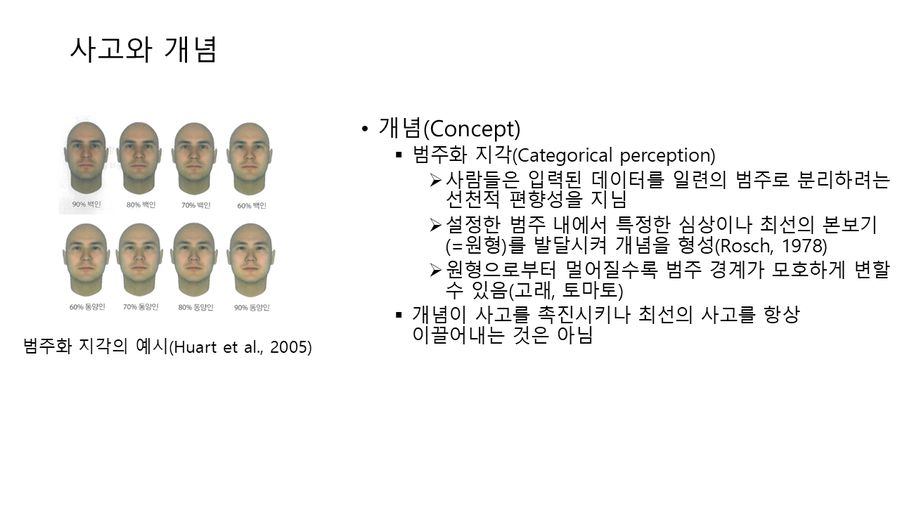 사고와 개념
90% 백인
80% 백인
70% 백인
60% 백인
60% 동양인
70% 동양인
80% 동양인
90% 동양인
범주화 지각의 예시(Huart et al., 2005)
• 개념(Concept)
▪ 범주화 지각(Categorical perception)
➢사람들은 입력된 데이터를 일련의 범주로 분리하려는
선천적 편향성을 지님
➢설정한 범주 내에서 특정한 심상이나 최선의 본보기
(=원형)를 발달시켜 개념을 형성(Rosch, 1978)
➢원형으로부터 멀어질수록 범주 경계가 모호하게 변할
수 있음(고래, 토마토)
▪ 개념이 사고를 촉진시키나 최선의 사고를 항상
이끌어내는 것은 아님